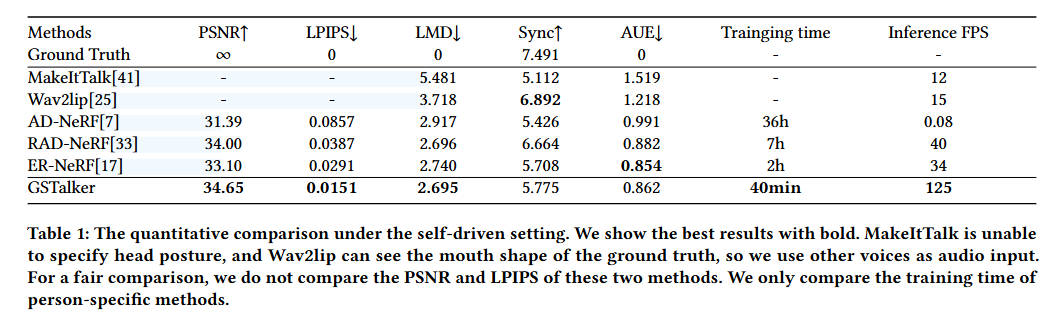 Methods PSNR↑ LPIPS↓ LMD↓ Sync↑ AUE↓ Trainging time Inference FPS
Ground Truth ∞ 0 0 7.491 0 - -
MakeItTalk[41] - - 5.481 5.112 1.519 - 12
Wav2lip[25] - - 3.718 6.892 1.218 - 15
AD-NeRF[7] 31.39 0.0857 2.917 5.426 0.991 36h 0.08
RAD-NeRF[33] 34.00 0.0387 2.696 6.664 0.882 7h 40
ER-NeRF[17] 33.10 0.0291 2.740 5.708 0.854 2h 34
GSTalker 34.65 0.0151 2.695 5.775 0.862 40min 125
Table 1: The quantitative comparison under the self-driven setting. We show the best results with bold. MakeItTalk is unable
to specify head posture, and Wav2lip can see the mouth shape of the ground truth, so we use other voices as audio input.
For a fair comparison, we do not compare the PSNR and LPIPS of these two methods. We only compare the training time of
person-specific methods.